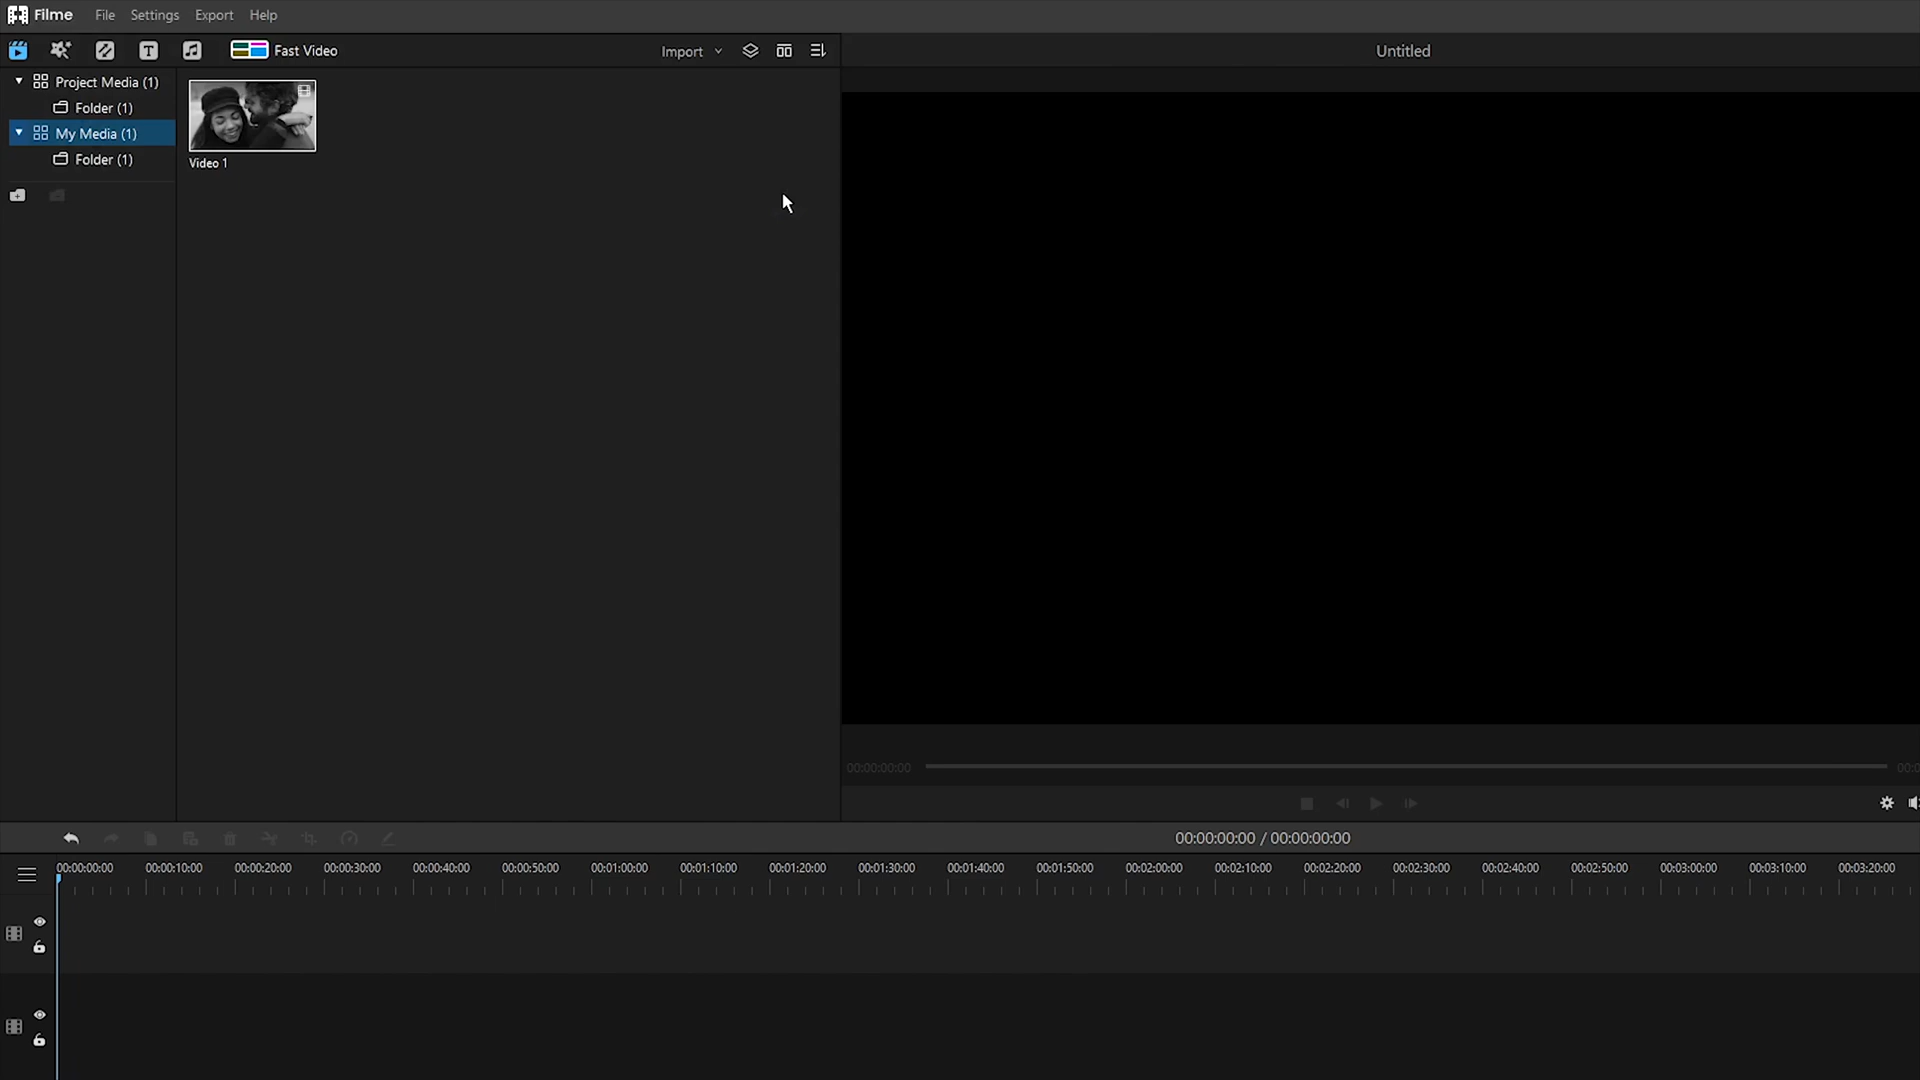 Filme File Settings Export Help
Fast Video Import Untitled
Project Media (1)
Folder (1)
My Media (1)
Folder (1)
Video 1
00:00:00:00
00:00:00:00 / 00:00:00:00
00:00:00:00 00:00:10:00 00:00:20:00 00:00:30:00 00:00:40:00 00:00:50:00 00:01:00:00 00:01:10:00 00:01:20:00 00:01:30:00 00:01:40:00 00:01:50:00 00:02:00:00 00:02:10:00 00:02:20:00 00:02:30:00 00:02:40:00 00:02:50:00 00:03:00:00 00:03:10:00 00:03:20:00